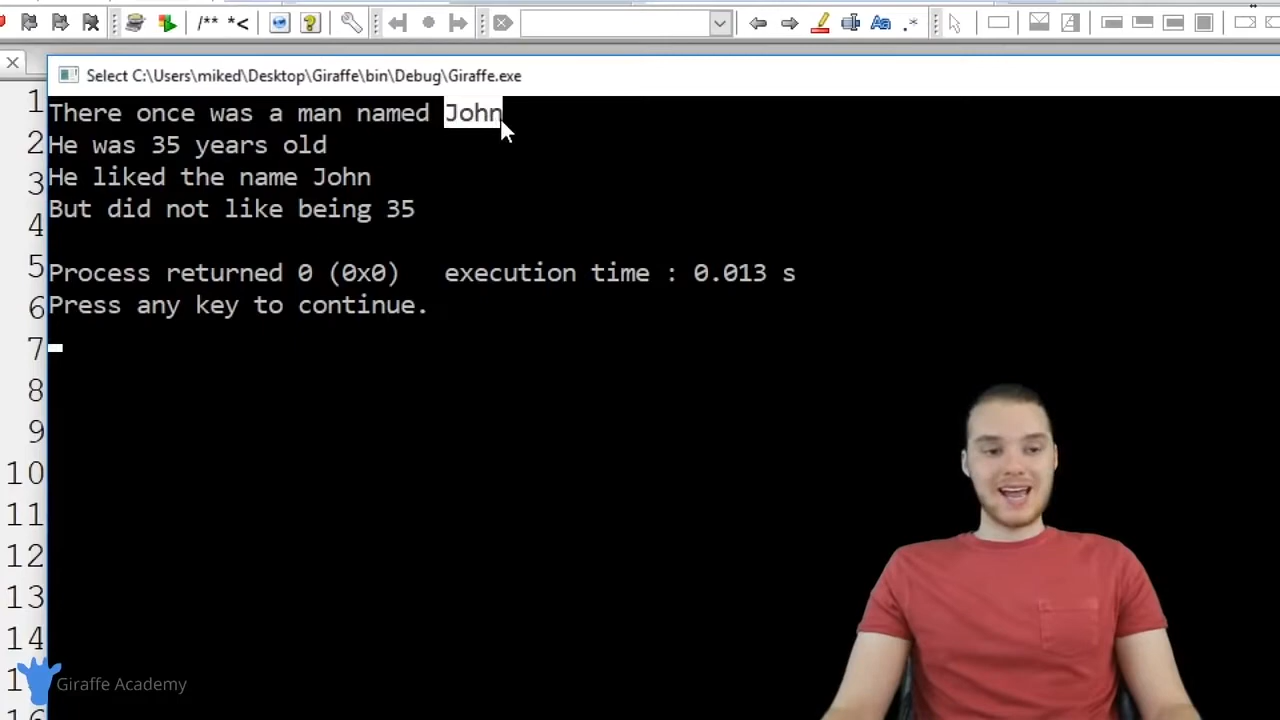 /** *<
Aa .*
Select C:\Users\miked\Desktop\Giraffe\bin\Debug\Giraffe.exe
1 There once was a man named John
2 He was 35 years old
3 He liked the name John
4 But did not like being 35
5 Process returned 0 (0x0)   execution time : 0.013 s
6 Press any key to continue.
7
8
9
10
11
12
13
14
Giraffe Academy